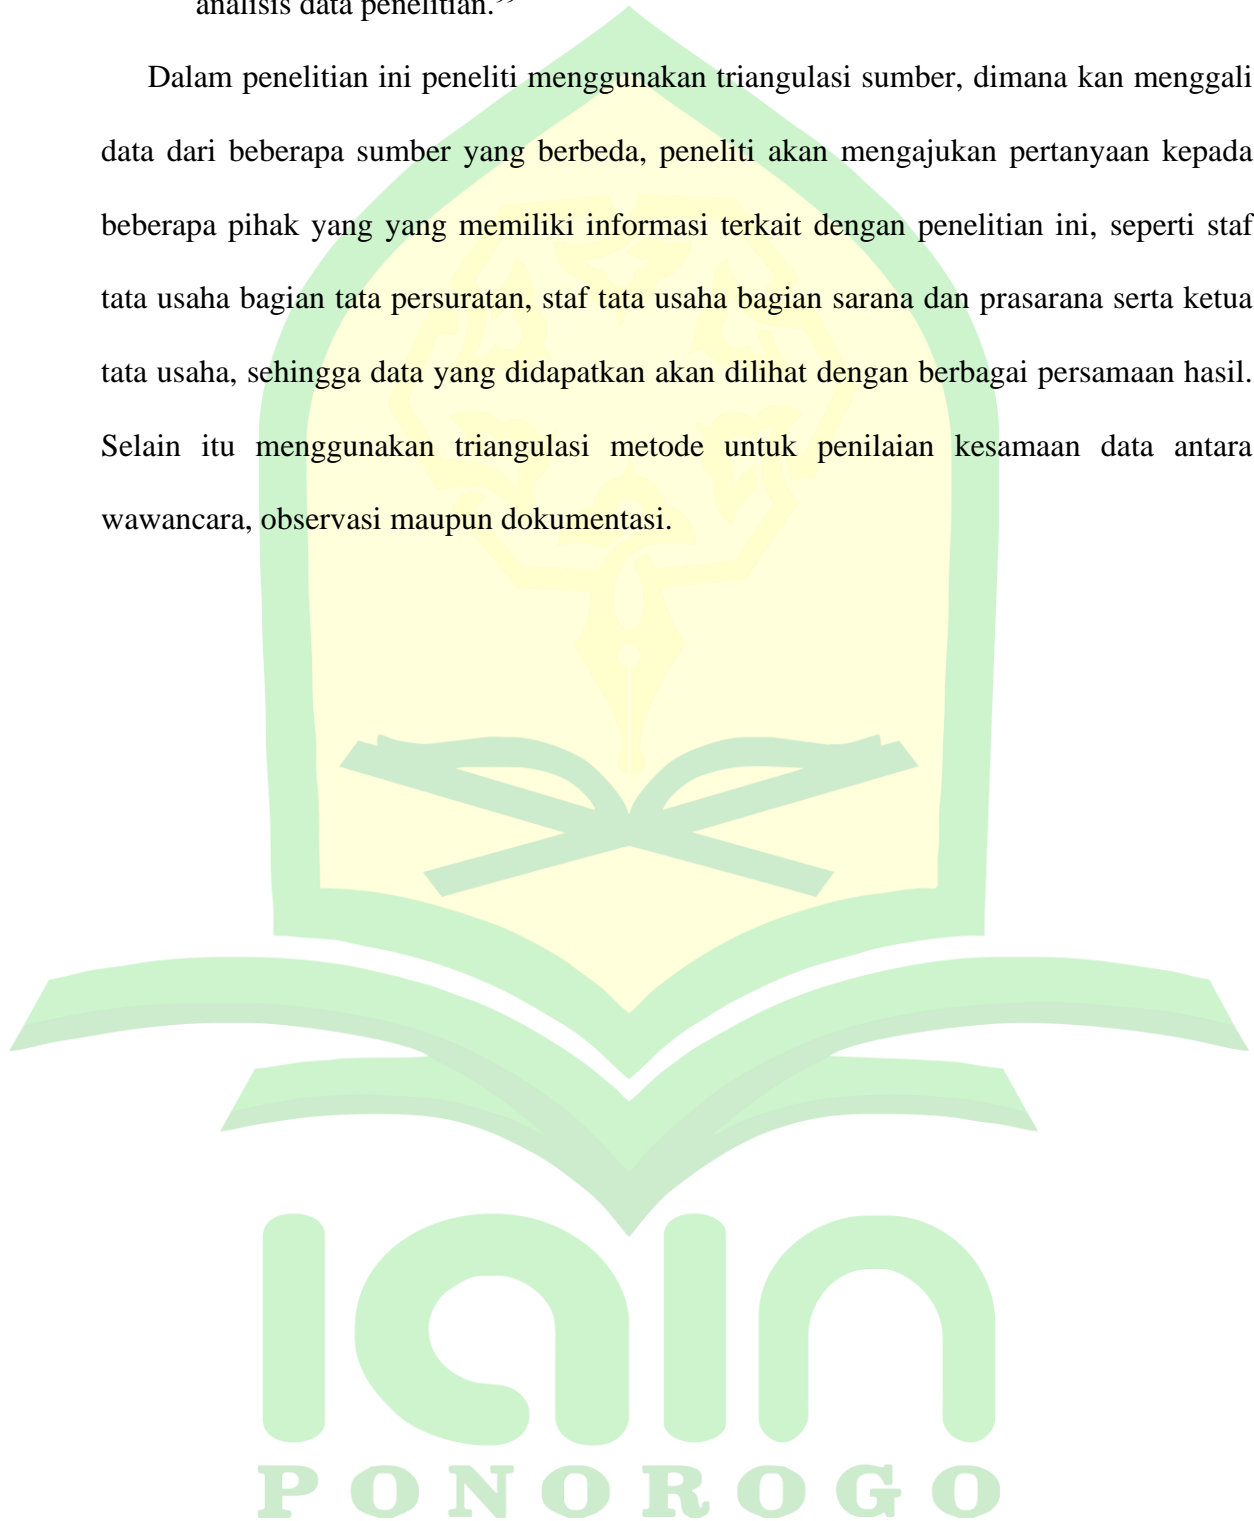 analisis data penelitian.
Dalam penelitian ini peneliti menggunakan triangulasi sumber, dimana kan menggali
data dari beberapa sumber yang berbeda, peneliti akan mengajukan pertanyaan kepada
beberapa pihak yang yang memiliki informasi terkait dengan penelitian ini, seperti staf
tata usaha bagian tata persuratan, staf tata usaha bagian sarana dan prasarana serta ketua
tata usaha, sehingga data yang didapatkan akan dilihat dengan berbagai persamaan hasil.
Selain itu menggunakan triangulasi metode untuk penilaian kesamaan data antara
wawancara, observasi maupun dokumentasi.
iain
PONOROGO